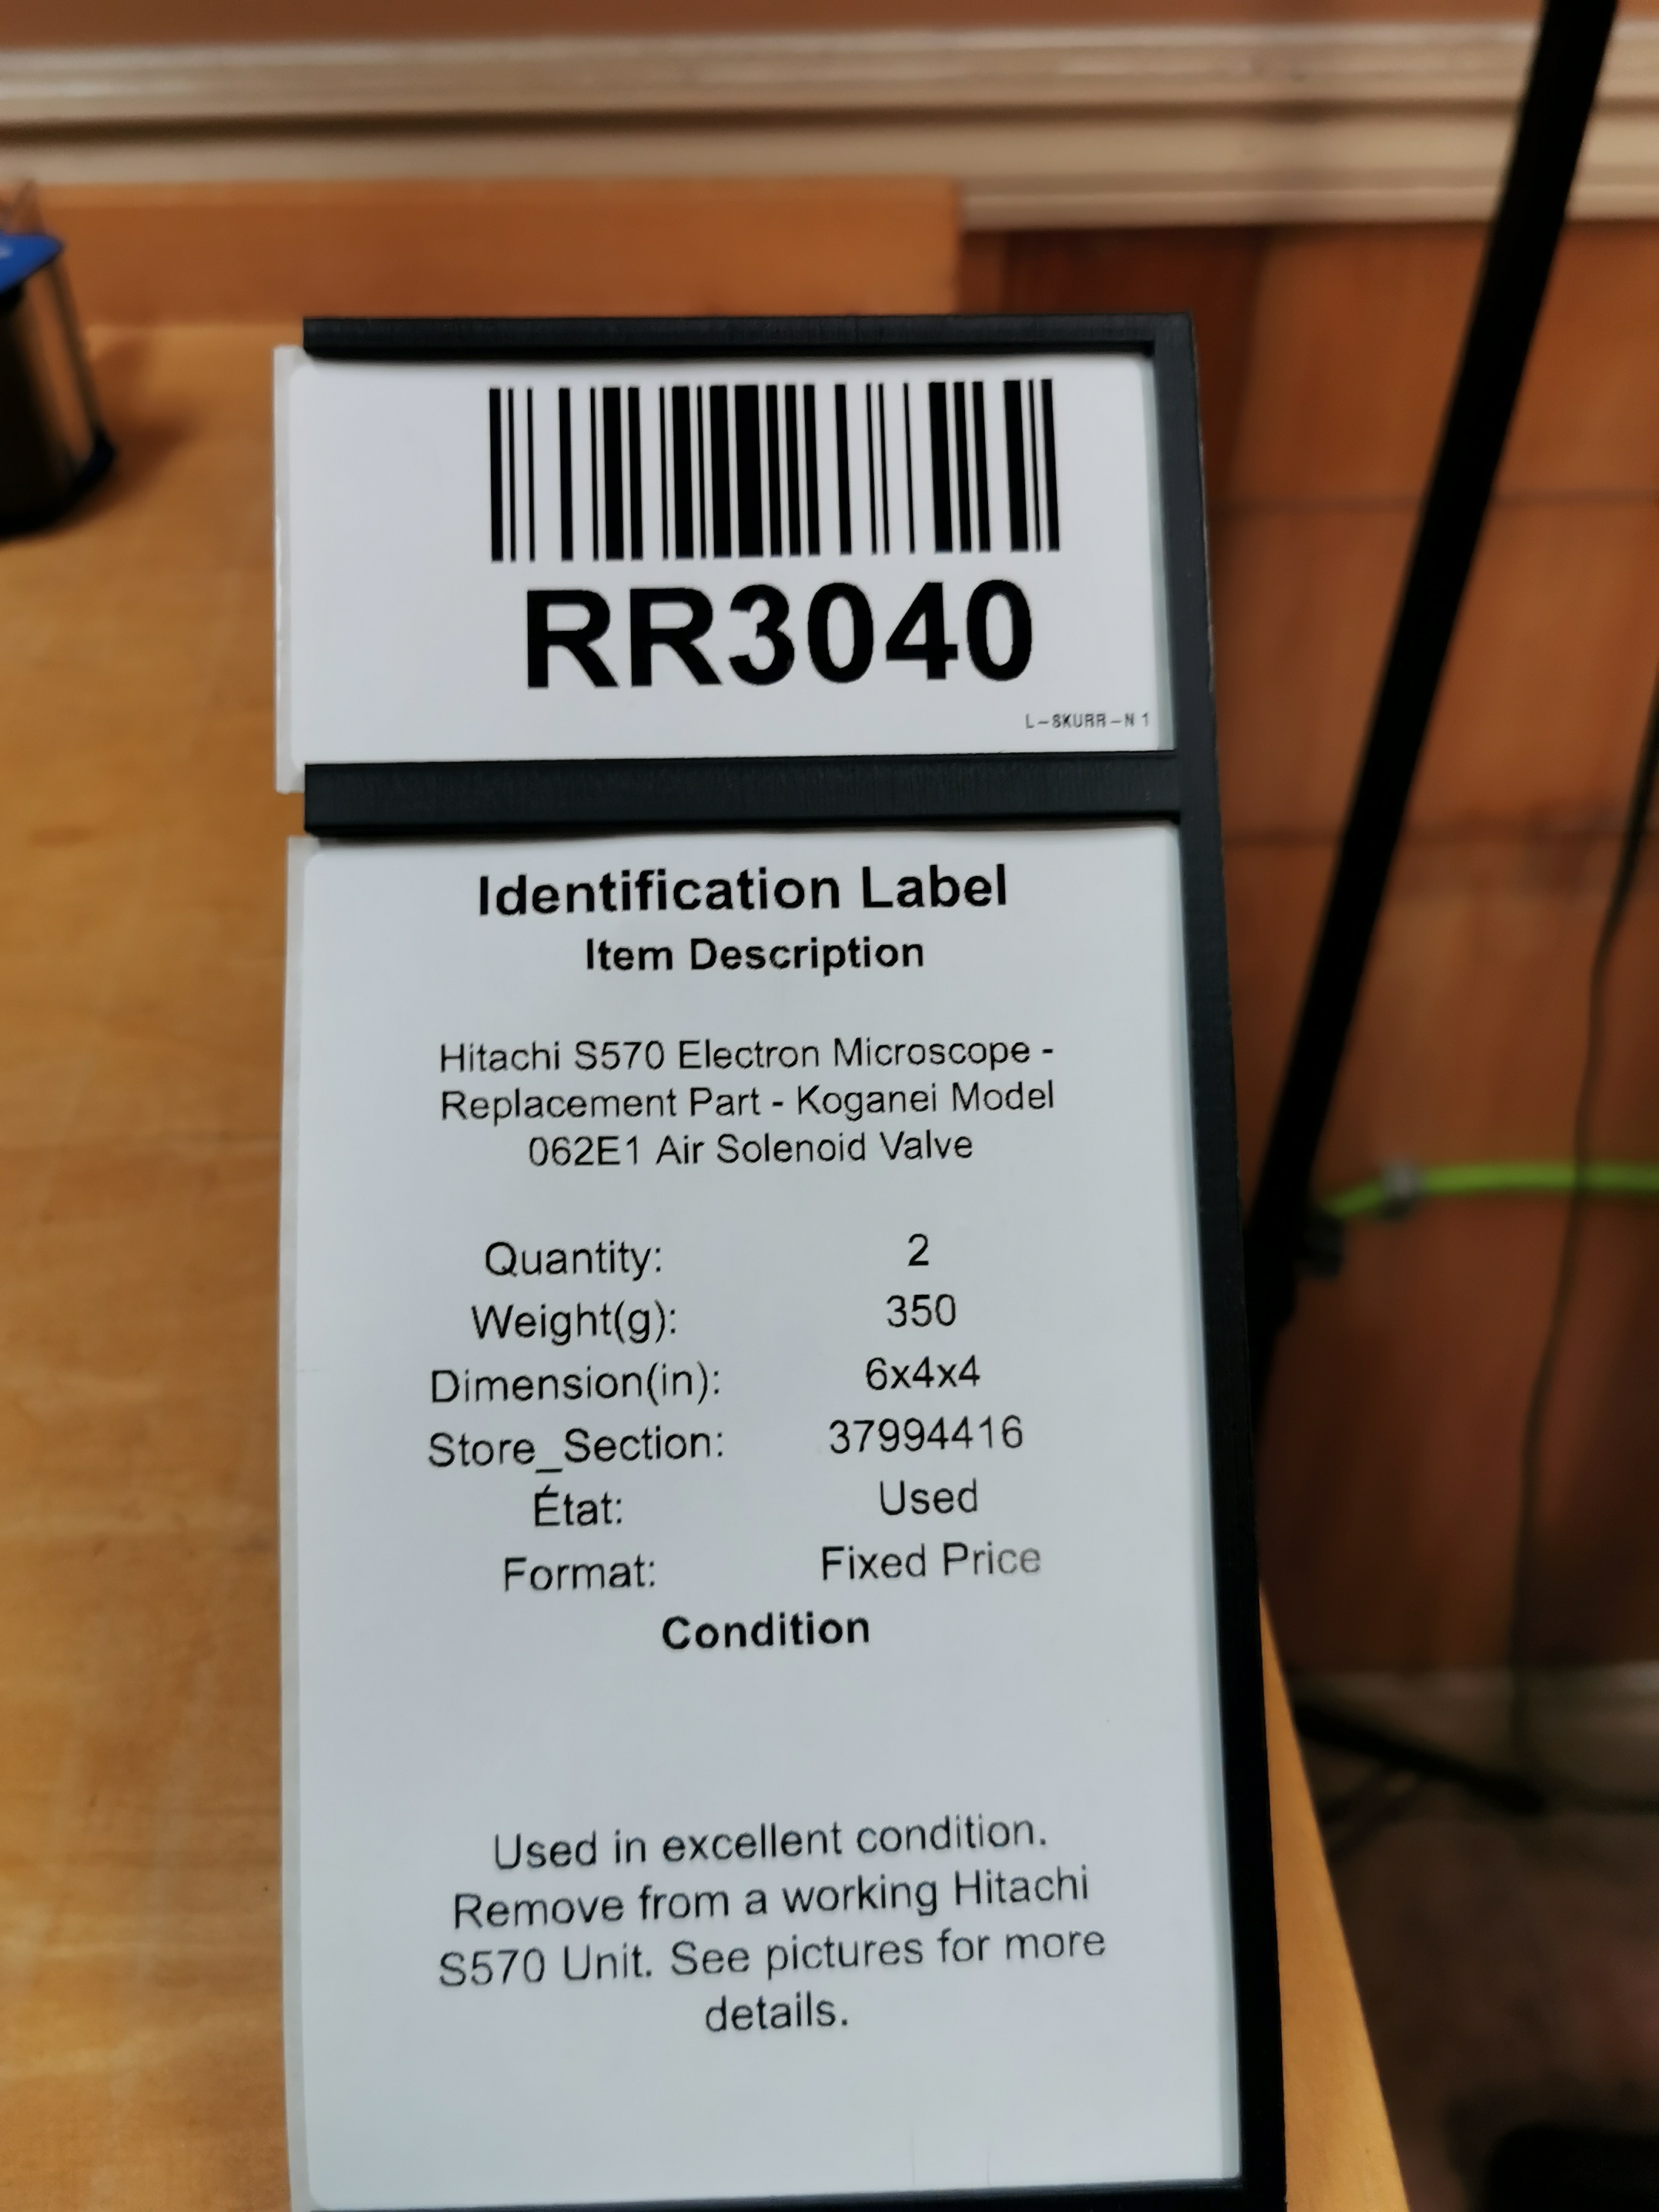 RR3040
L-SKURR-N 1
Identification Label
Item Description
Hitachi S570 Electron Microscope -
Replacement Part - Koganei Model
062E1 Air Solenoid Valve
Quantity: 2
Weight(g): 350
Dimension(in): 6x4x4
Store_Section: 37994416
État: Used
Format: Fixed Price
Condition
Used in excellent condition.
Remove from a working Hitachi
S570 Unit. See pictures for more
details.